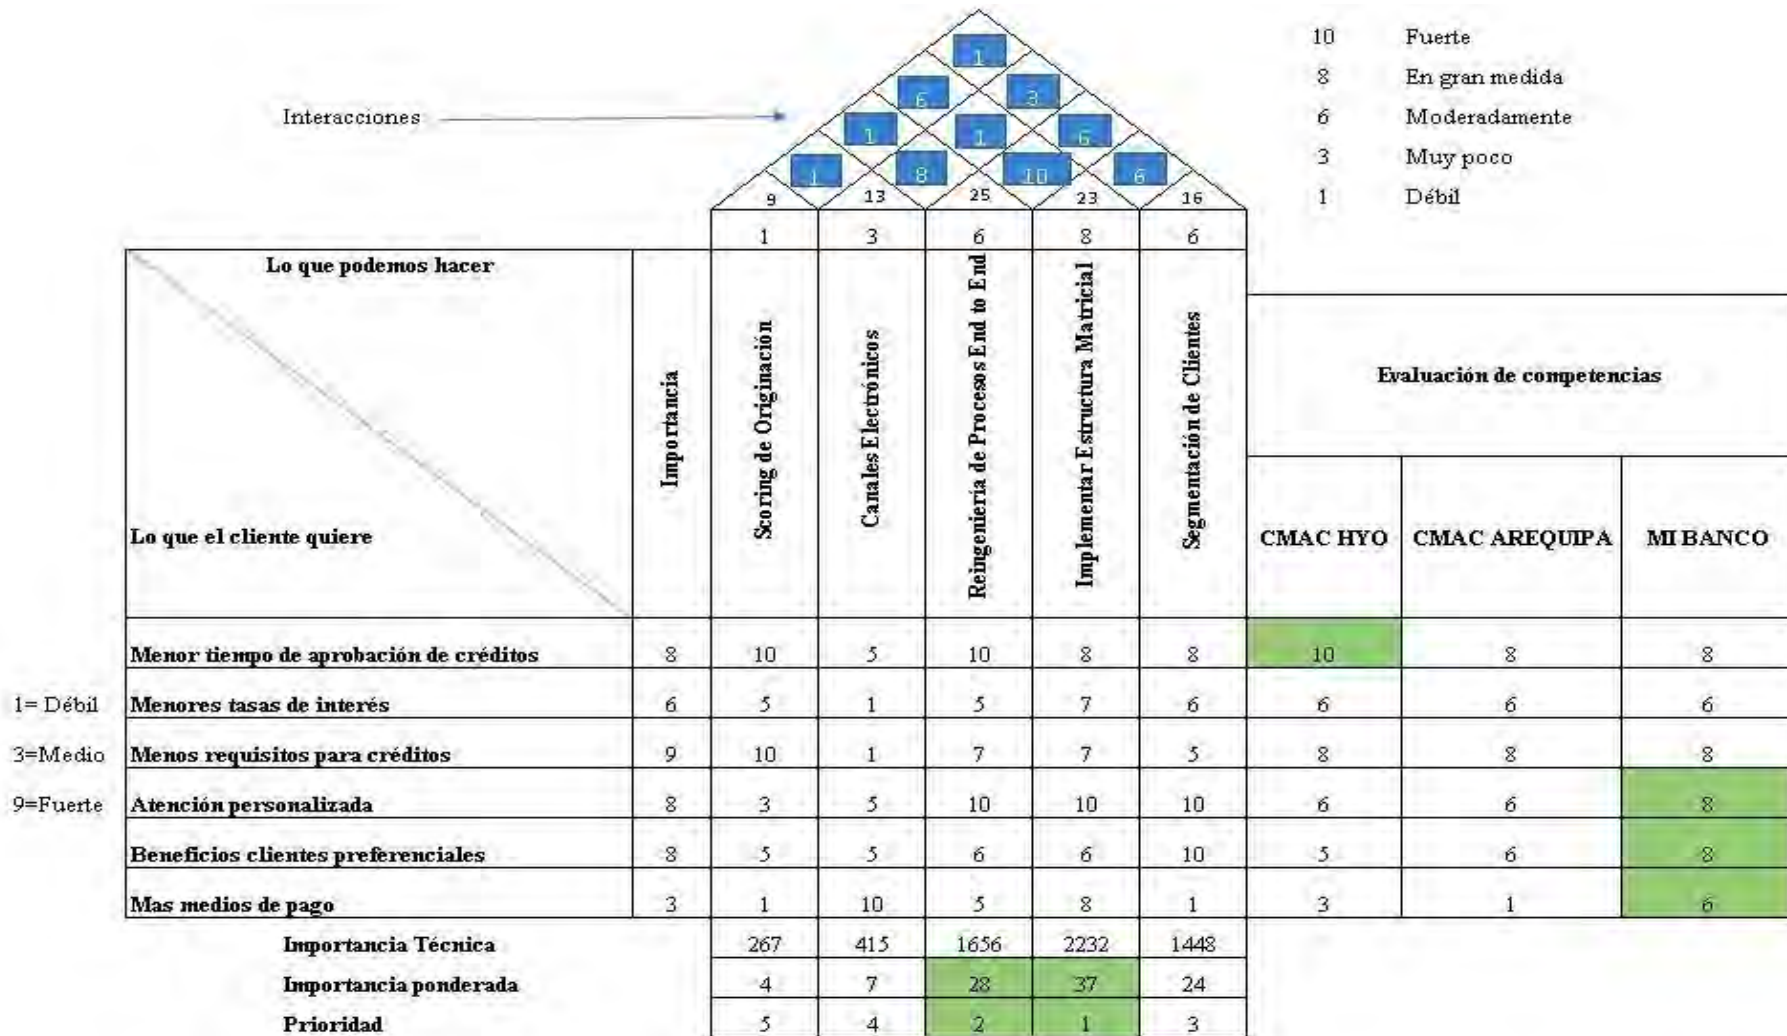 10 Fuerte
8 En gran medida
6 Moderadamente
3 Muy poco
1 Débil
Interacciones
1
6 3
1 1 6
1 8 10 6
9 13 25 23 16
1 3 6 8 6
Lo que podemos hacer
Lo que el cliente quiere
Importancia
Scoring de Originación
Canales Electrónicos
Reingeniería de Procesos End to End
Implementar Estructura Matricial
Segmentación de Clientes
Evaluación de competencias
CMAC HYO CMAC AREQUIPA MI BANCO
Menor tiempo de aprobación de créditos 8 10 5 10 8 8 10 8 8
1= Débil Menores tasas de interés 6 5 1 5 7 6 6 6 6
3=Medio Menos requisitos para créditos 9 10 1 7 7 5 8 8 8
9=Fuerte Atención personalizada 8 3 5 10 10 10 6 6 8
Beneficios clientes preferenciales 8 5 5 6 6 10 5 6 8
Mas medios de pago 3 1 10 5 8 1 3 1 6
Importancia Técnica 267 415 1656 2232 1448
Importancia ponderada 4 7 28 37 24
Prioridad 5 4 2 1 3